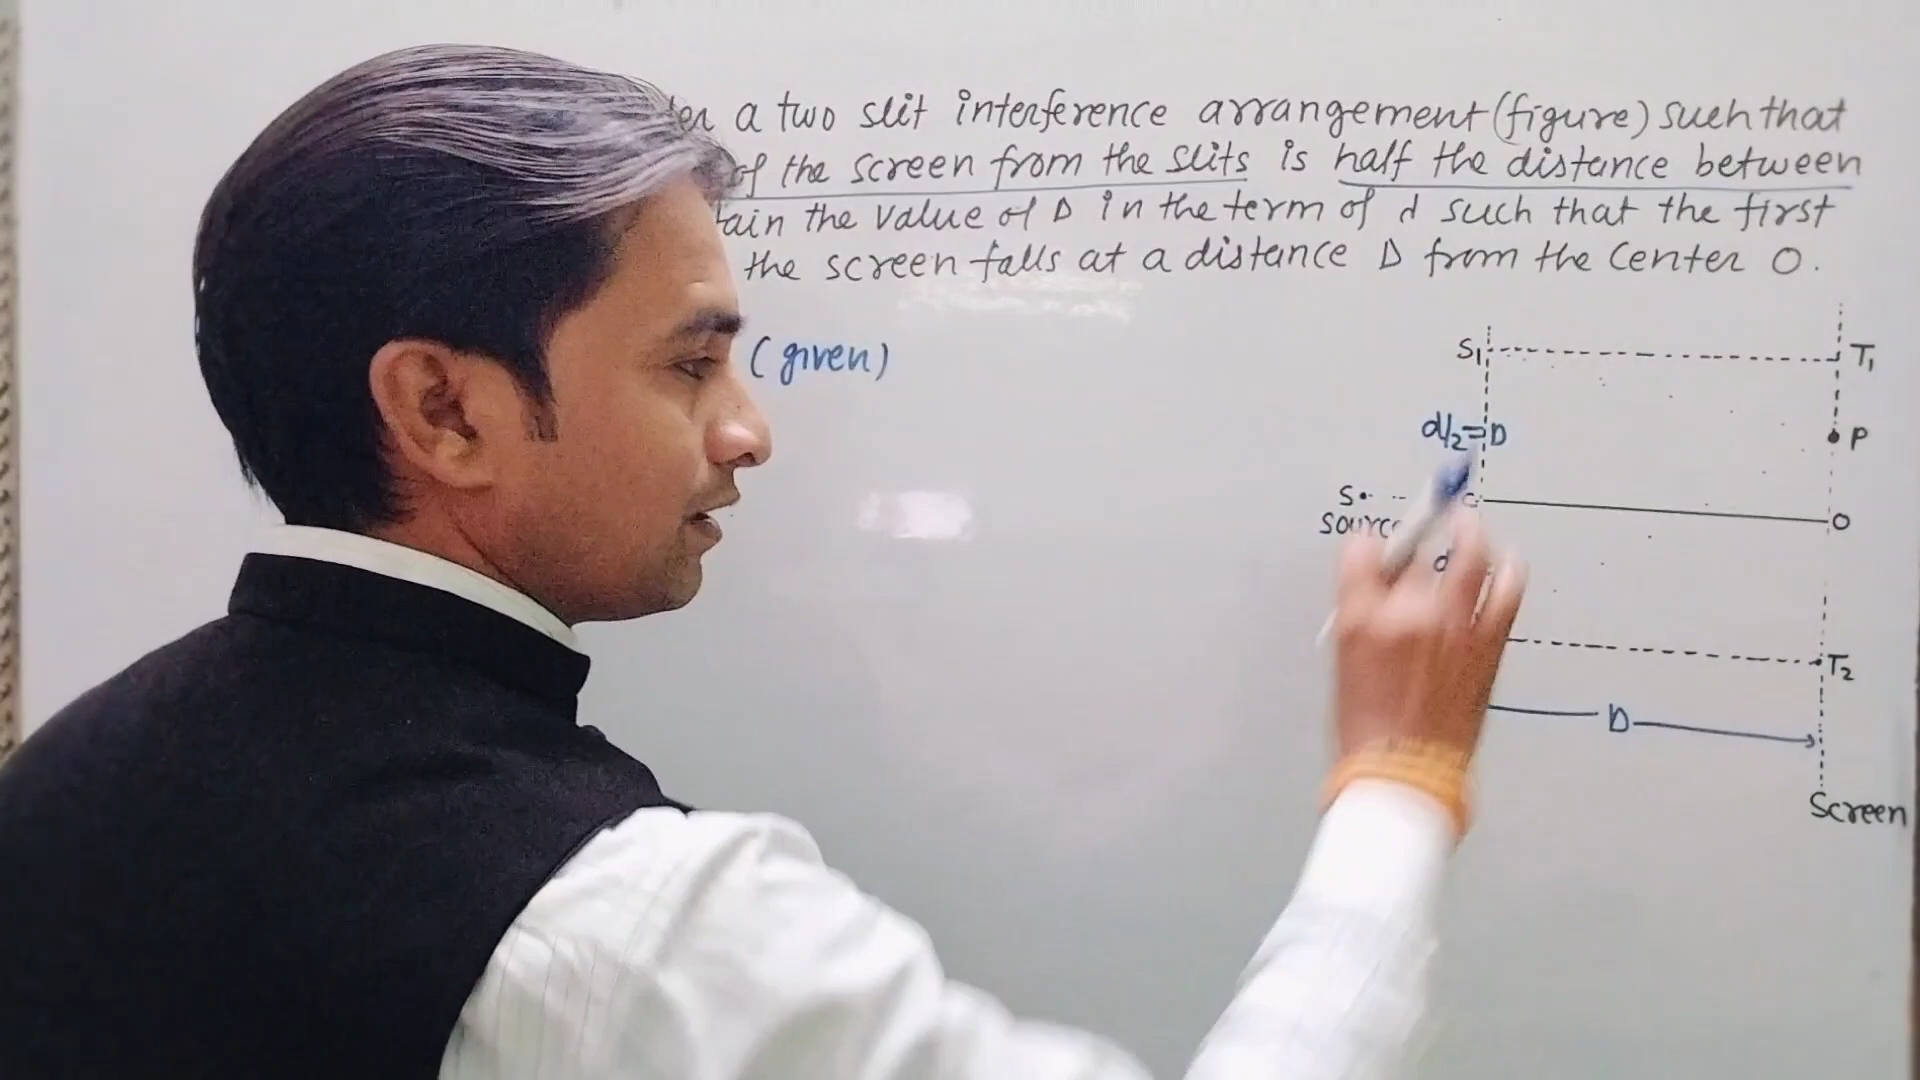 a two slit interference arrangement (figure) such that
of the screen from the slits is half the distance between
the value of D in the term of d such that the first
the screen falls at a distance D from the center O.
(given)
S1
T1
d/2=D
P
S
C
O
source
d
T2
D
Screen